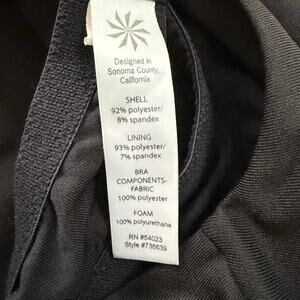 Designed in
Sonoma County,
California
SHELL
92% polyester/
8% spandex
LINING
93% polyester/
7% spandex
BRA
COMPONENTS-
FABRIC
100% polyester
FOAM
100% polyurethane
RN #54023
Style #736639